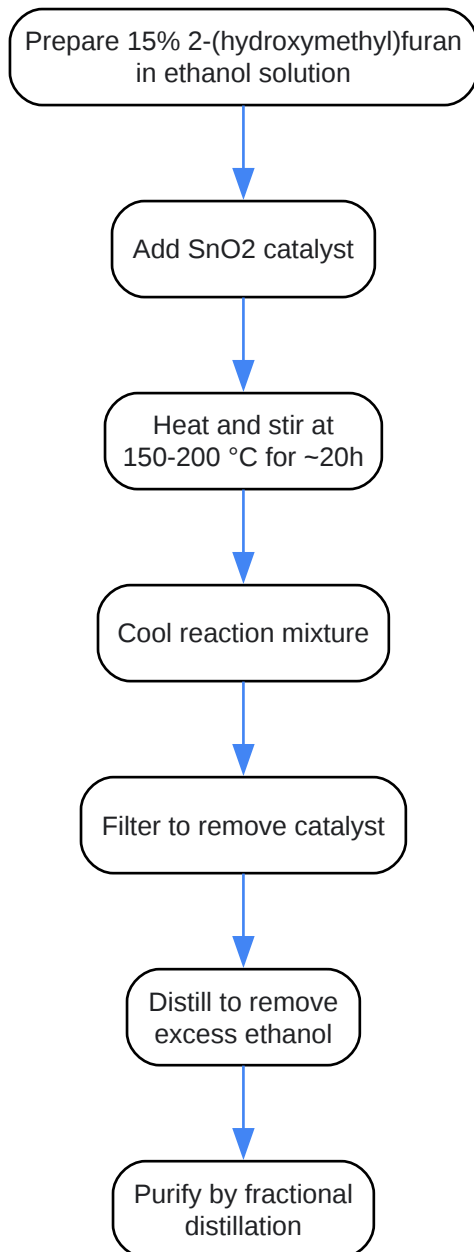 Prepare 15% 2-(hydroxymethyl)furan
in ethanol solution
Add SnO2 catalyst
Heat and stir at
150-200 °C for ~20h
Cool reaction mixture
Filter to remove catalyst
Distill to remove
excess ethanol
Purify by fractional
distillation